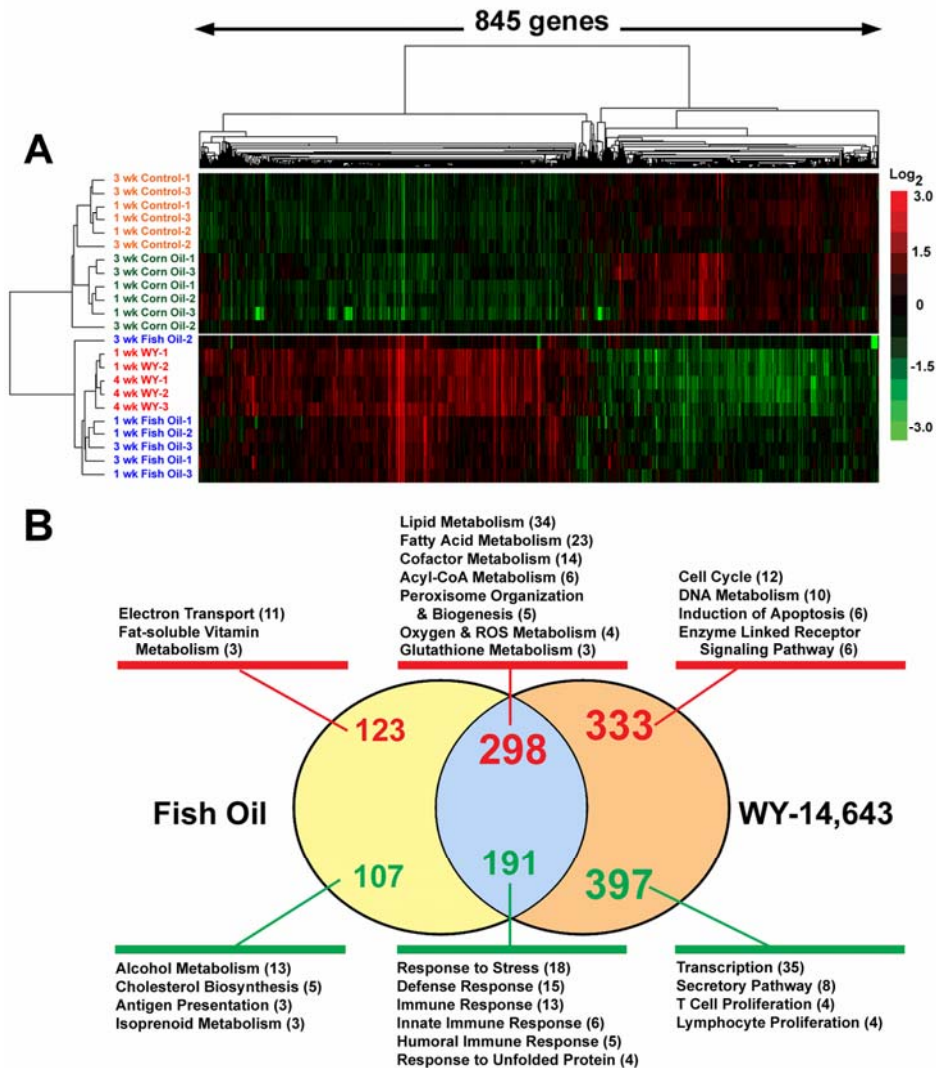 845 genes
A
3 wk Control-1
3 wk Control-3
1 wk Control-1
1 wk Control-3
1 wk Control-2
3 wk Control-2
3 wk Corn Oil-1
3 wk Corn Oil-3
1 wk Corn Oil-1
1 wk Corn Oil-2
1 wk Corn Oil-3
3 wk Corn Oil-2
3 wk Fish Oil-2
1 wk WY-1
1 wk WY-2
4 wk WY-1
4 wk WY-2
4 wk WY-3
1 wk Fish Oil-1
1 wk Fish Oil-2
3 wk Fish Oil-3
3 wk Fish Oil-1
1 wk Fish Oil-3
Log2
3.0
1.5
0
-1.5
-3.0
B
Electron Transport (11)
Fat-soluble Vitamin
Metabolism (3)
Lipid Metabolism (34)
Fatty Acid Metabolism (23)
Cofactor Metabolism (14)
Acyl-CoA Metabolism (6)
Peroxisome Organization
& Biogenesis (5)
Oxygen & ROS Metabolism (4)
Glutathione Metabolism (3)
Cell Cycle (12)
DNA Metabolism (10)
Induction of Apoptosis (6)
Enzyme Linked Receptor
Signaling Pathway (6)
123
298
333
Fish Oil
WY-14,643
107
191
397
Alcohol Metabolism (13)
Cholesterol Biosynthesis (5)
Antigen Presentation (3)
Isoprenoid Metabolism (3)
Response to Stress (18)
Defense Response (15)
Immune Response (13)
Innate Immune Response (6)
Humoral Immune Response (5)
Response to Unfolded Protein (4)
Transcription (35)
Secretory Pathway (8)
T Cell Proliferation (4)
Lymphocyte Proliferation (4)